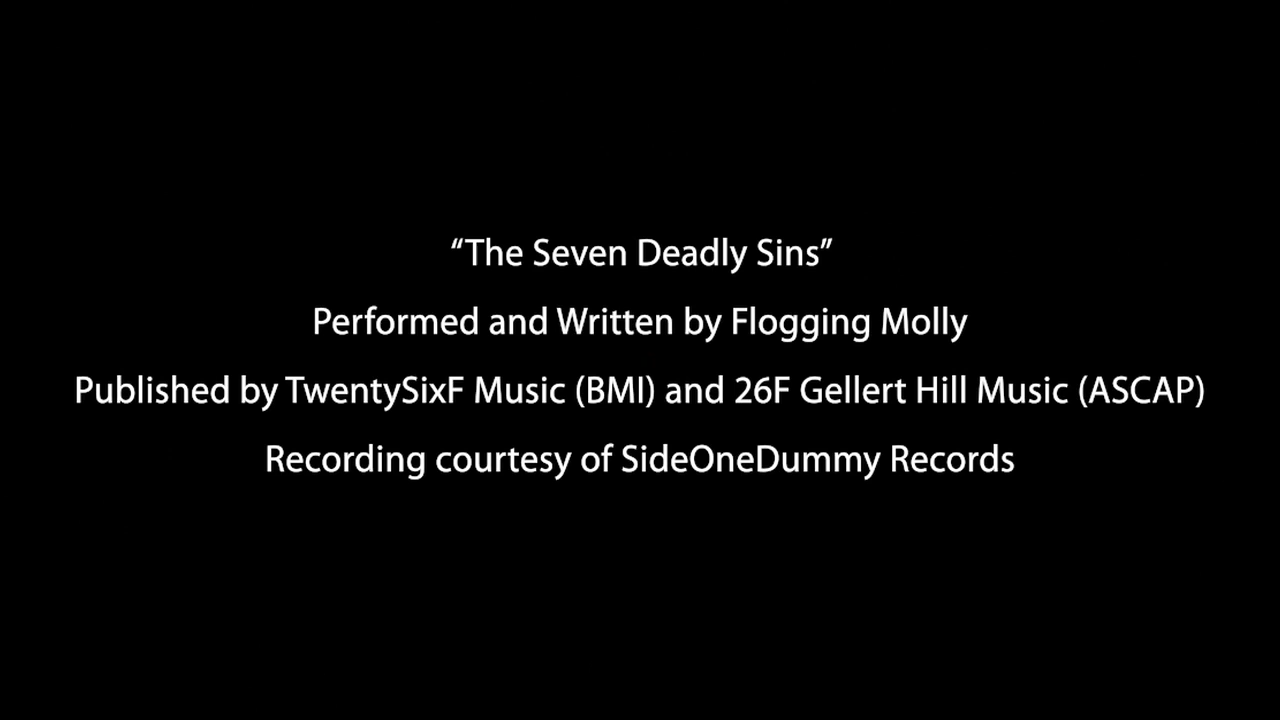 “The Seven Deadly Sins”
Performed and Written by Flogging Molly
Published by TwentySixF Music (BMI) and 26F Gellert Hill Music (ASCAP)
Recording courtesy of SideOneDummy Records